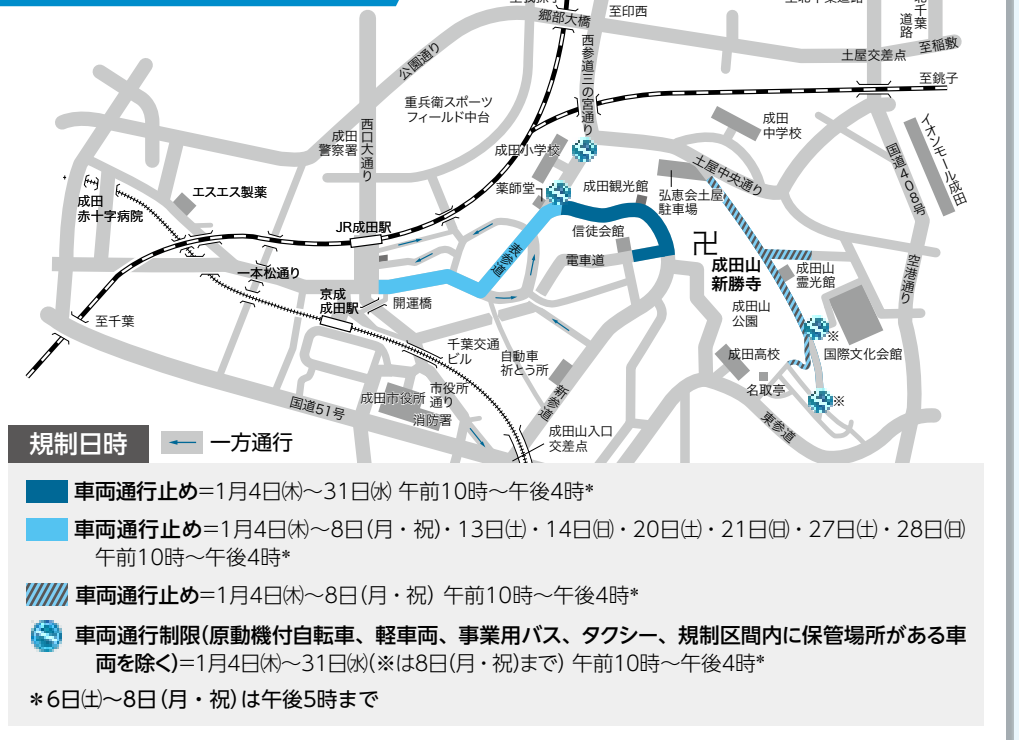 郷部大橋
至印西
北千葉
道路
土屋交差点
至稲敷
至銚子
公園通り
西参道三の宮通り
重兵衛スポーツ
フィールド中台
成田
中学校
イオンモール成田
国道408号
成田
警察署
西口大通り
成田小学校
土屋中央通り
エスエス製薬
成田
赤十字病院
薬師堂
成田観光館
弘恵会土屋
駐車場
JR成田駅
信徒会館
表参道
電車道
卍
成田山
新勝寺
成田山
霊光館
空港通り
一本松通り
京成
成田駅
開運橋
成田山
公園
至千葉
※
国際文化会館
千葉交通
ビル
自動車
祈とう所
成田高校
名取亭
※
新参道
東参道
国道51号
成田市役所
市役所
通り
消防署
成田山入口
交差点
規制日時
一方通行
車両通行止め=1月4日㈭～31日㈬ 午前10時～午後4時*
車両通行止め=1月4日㈭～8日(月・祝)・13日㈯・14日㈰・20日㈯・21日㈰・27日㈯・28日㈰
午前10時～午後4時*
車両通行止め=1月4日㈭～8日(月・祝) 午前10時～午後4時*
車両通行制限(原動機付自転車、軽車両、事業用バス、タクシー、規制区間内に保管場所がある車
両を除く)=1月4日㈭～31日㈬(※は8日(月・祝)まで) 午前10時～午後4時*
*6日㈯～8日(月・祝)は午後5時まで